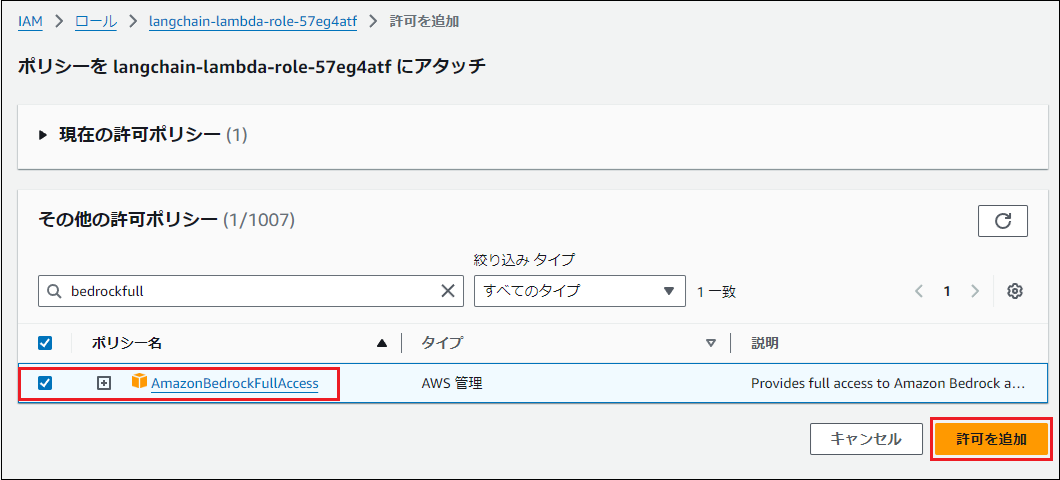 IAM > ロール > langchain-lambda-role-57eg4atf > 許可を追加
ポリシーを langchain-lambda-role-57eg4atf にアタッチ
現在の許可ポリシー (1)
その他の許可ポリシー (1/1007)
絞り込み タイプ
bedrockfull すべてのタイプ 1 一致 1
ポリシー名 タイプ 説明
AmazonBedrockFullAccess AWS 管理 Provides full access to Amazon Bedrock a...
キャンセル 許可を追加